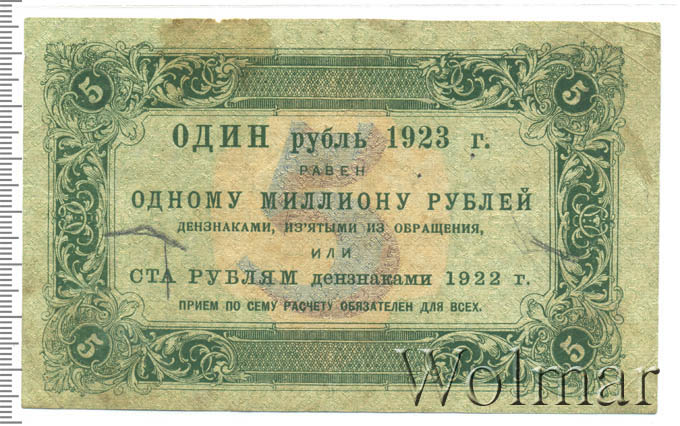 5 5
ОДИН рубль 1923 г.
РАВЕН
ОДНОМУ МИЛЛИОНУ РУБЛЕЙ
ДЕНЗНАКАМИ, ИЗ'ЯТЫМИ ИЗ ОБРАЩЕНИЯ,
5
ИЛИ
СТА РУБЛЯМ дензнаками 1922 г.
ПРИЕМ ПО СЕМУ РАСЧЕТУ ОБЯЗАТЕЛЕН ДЛЯ ВСЕХ.
5 5
Wolmar